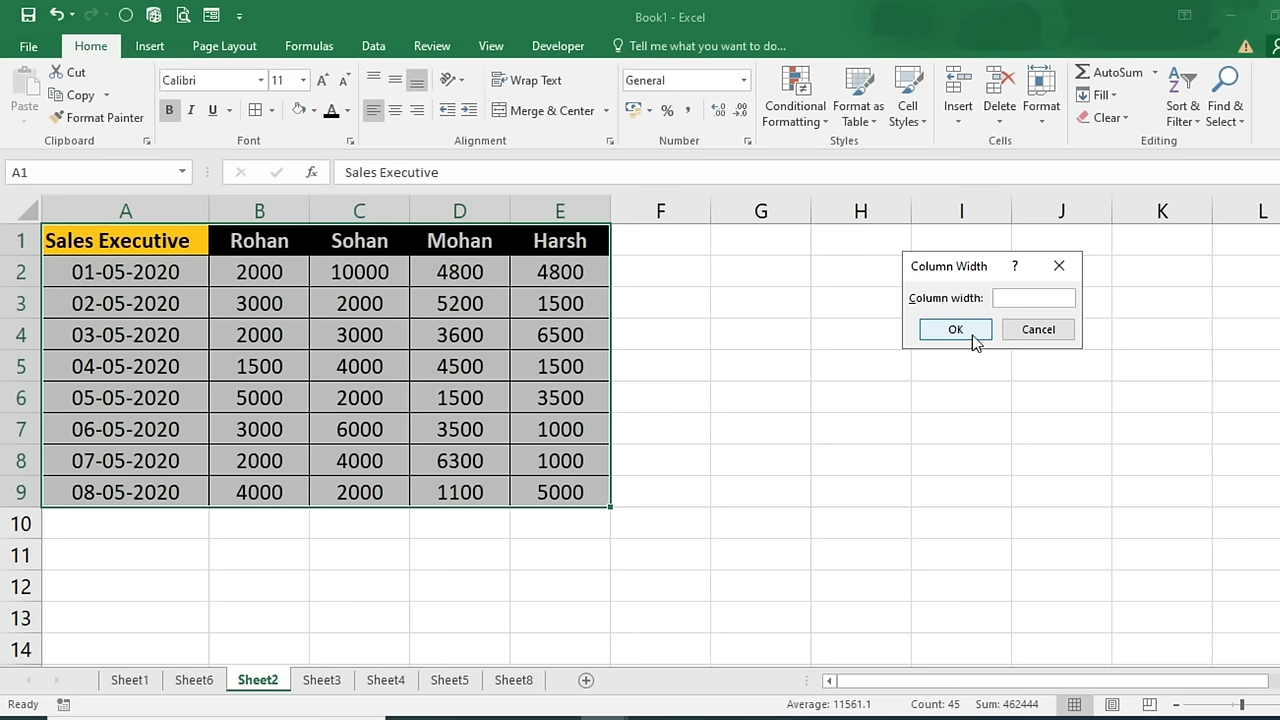 Book1 - Excel
File Home Insert Page Layout Formulas Data Review View Developer Tell me what you want to do...
Paste
Cut
Copy
Format Painter
Clipboard
Calibri 11
B I U
Font
Wrap Text
Merge & Center
Alignment
General
%
Number
Conditional Formatting
Format as Table
Cell Styles
Styles
Insert Delete Format
Cells
AutoSum
Fill
Clear
Sort & Filter
Find & Select
Editing
A1 fx Sales Executive
A B C D E F G H I J K L
1 Sales Executive Rohan Sohan Mohan Harsh
2 01-05-2020 2000 10000 4800 4800
3 02-05-2020 3000 2000 5200 1500
4 03-05-2020 2000 3000 3600 6500
5 04-05-2020 1500 4000 4500 1500
6 05-05-2020 5000 2000 1500 3500
7 06-05-2020 3000 6000 3500 1000
8 07-05-2020 2000 4000 6300 1000
9 08-05-2020 4000 2000 1100 5000
10
11
12
13
14
Column Width ?
Column width:
OK Cancel
Sheet1 Sheet6 Sheet2 Sheet3 Sheet4 Sheet5 Sheet8
Ready Average: 11561.1 Count: 45 Sum: 462444